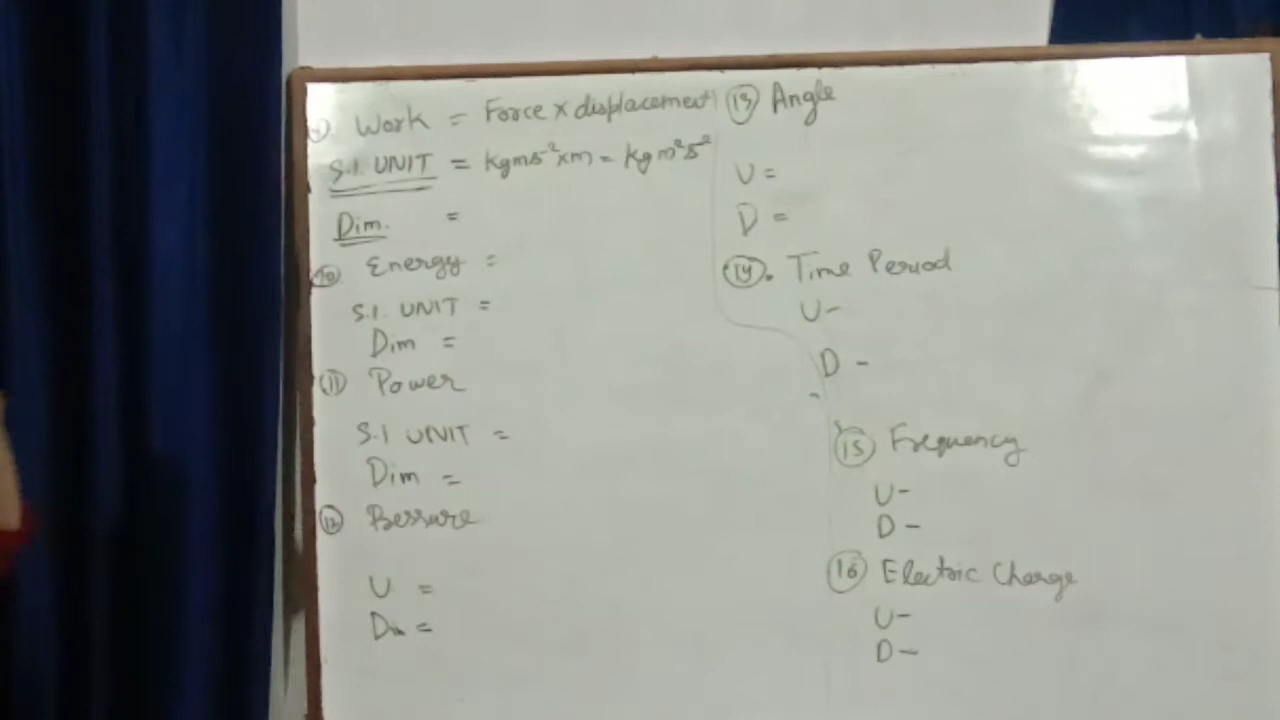 9. Work = Force x displacement
S.I. UNIT = kgms⁻² x m = kg m² s⁻²
Dim. =
10 Energy =
S.I. UNIT =
Dim =
11 Power
S.I UNIT =
Dim =
12 Pressure
U =
Dim =
13 Angle
U =
D =
14. Time Period
U -
D -
15 Frequency
U -
D -
16 Electric Charge
U -
D -